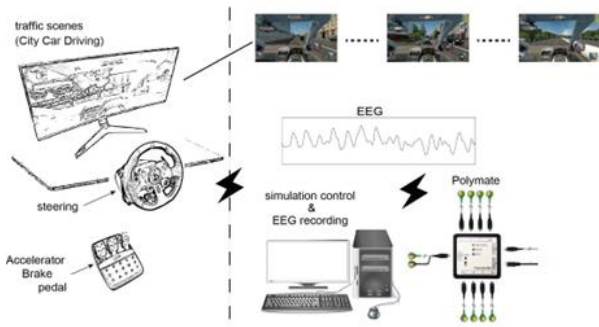 traffic scenes
(City Car Driving)
EEG
steering
simulation control
&
EEG recording
Polymate
Accelerator
Brake
pedal